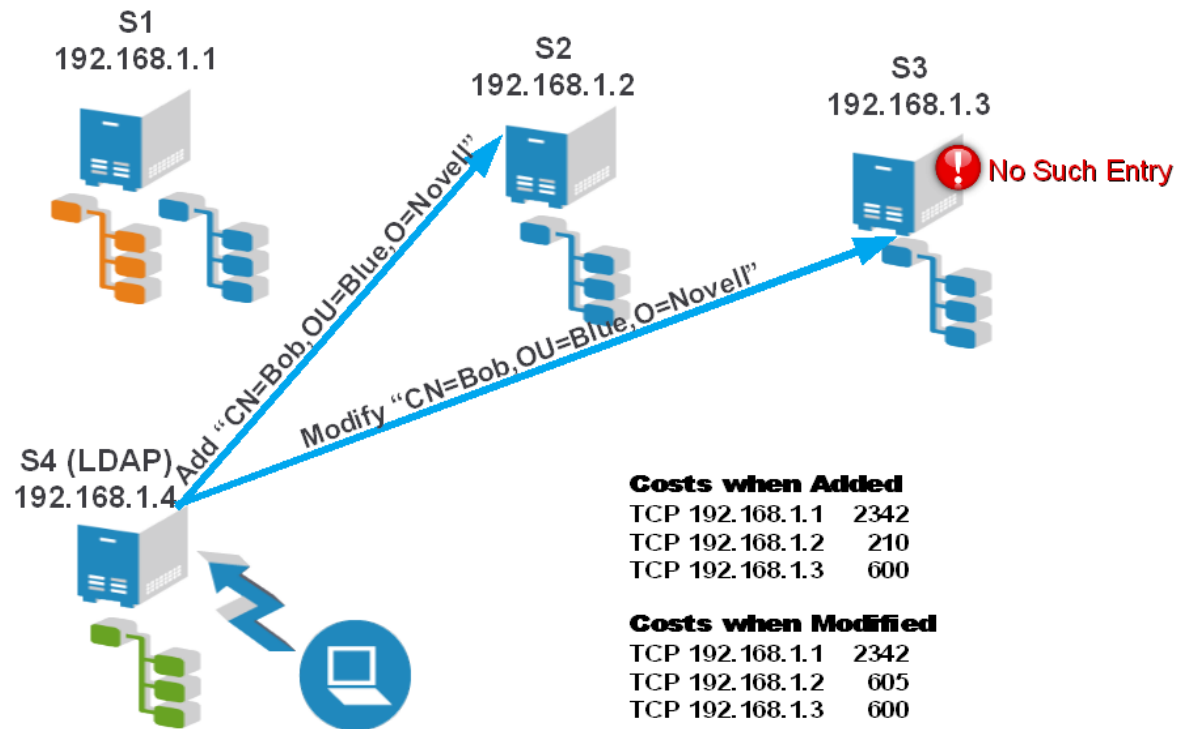 S1
192.168.1.1
S2
192.168.1.2
S3
192.168.1.3
No Such Entry
Add “CN=Bob,OU=Blue,O=Novell”
Modify “CN=Bob,OU=Blue,O=Novell”
S4 (LDAP)
192.168.1.4
Costs when Added
TCP 192.168.1.1 2342
TCP 192.168.1.2 210
TCP 192.168.1.3 600
Costs when Modified
TCP 192.168.1.1 2342
TCP 192.168.1.2 605
TCP 192.168.1.3 600